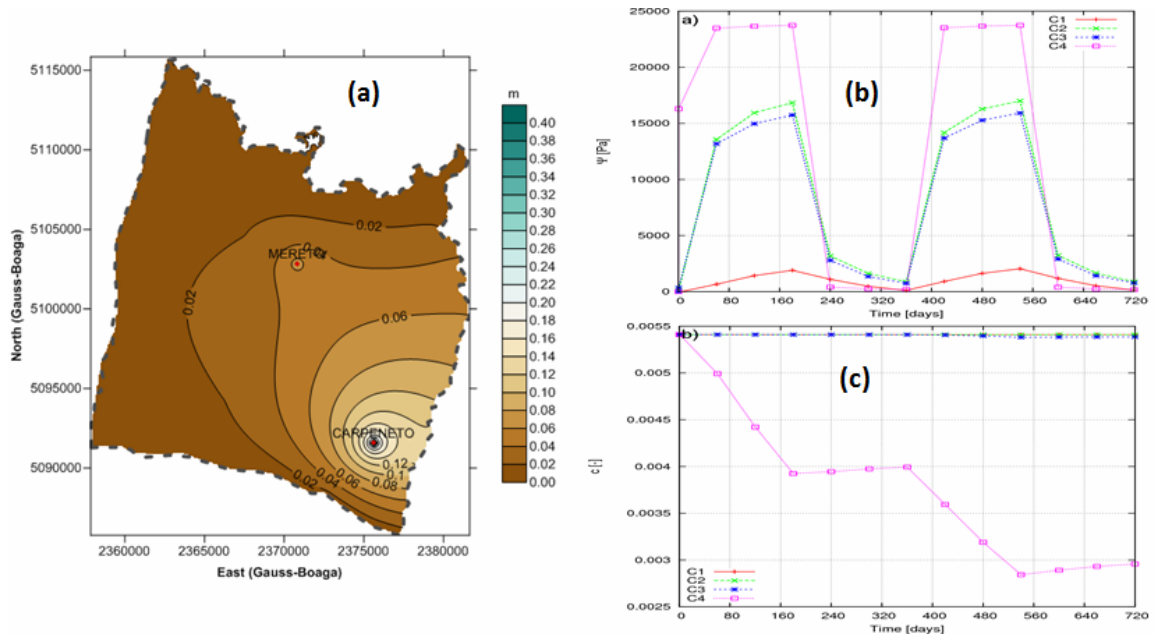 (a)
5115000
5110000
5105000
5100000
5095000
5090000
North (Gauss-Boaga)
2360000 2365000 2370000 2375000 2380000
East (Gauss-Boaga)
0.02
MERETO
0.02
0.06
CARPENETO
0.12
0.1
0.08
0.06
0.04
0.02
m
0.40
0.38
0.36
0.34
0.32
0.30
0.28
0.26
0.24
0.22
0.20
0.18
0.16
0.14
0.12
0.10
0.08
0.06
0.04
0.02
0.00
a)
(b)
C1
C2
C3
C4
25000
20000
15000
10000
5000
0
Ψ [Pa]
0 80 160 240 320 400 480 560 640 720
Time [days]
b)
(c)
0.0055
0.005
0.0045
0.004
0.0035
0.003
0.0025
c [-]
C1
C2
C3
C4
0 80 160 240 320 400 480 560 640 720
Time [days]